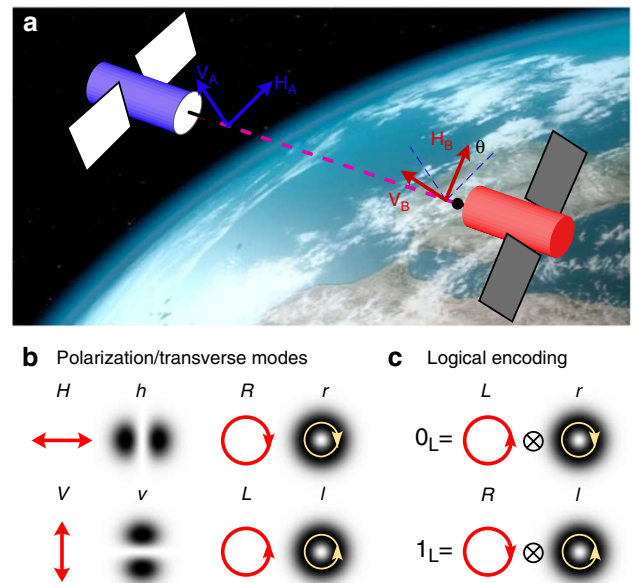 a
V_A H_A
H_B θ
V_B
b Polarization/transverse modes
c Logical encoding
H h R r
L r
0_L= ⊗
V v L l
R l
1_L= ⊗